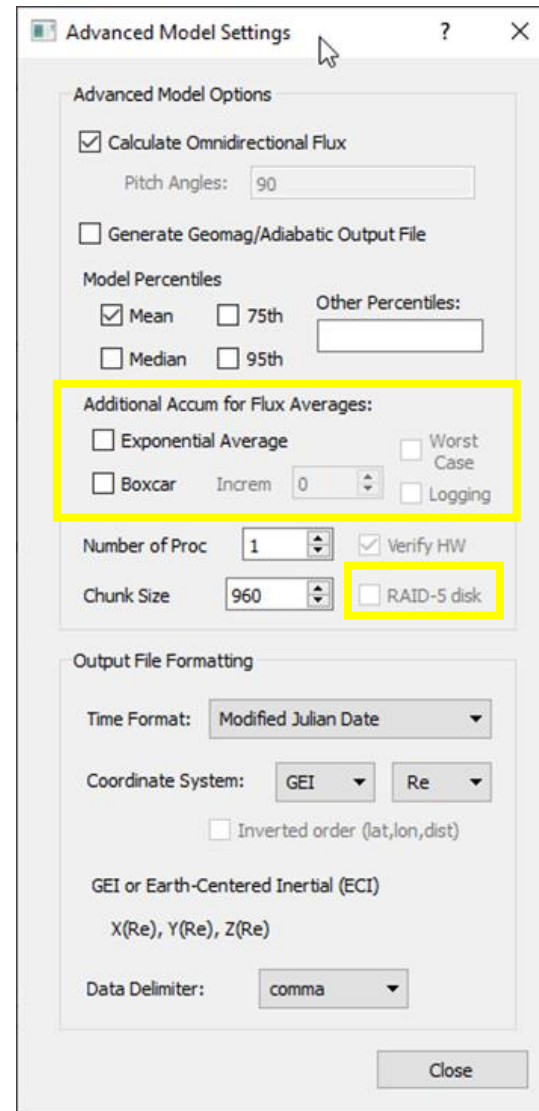 Advanced Model Settings ?
Advanced Model Options
Calculate Omnidirectional Flux
Pitch Angles: 90
Generate Geomag/Adiabatic Output File
Model Percentiles
Mean 75th Other Percentiles:
Median 95th
Additional Accum for Flux Averages:
Exponential Average Worst Case
Boxcar Increm 0 Logging
Number of Proc 1 Verify HW
Chunk Size 960 RAID-5 disk
Output File Formatting
Time Format: Modified Julian Date
Coordinate System: GEI Re
Inverted order (lat,lon,dist)
GEI or Earth-Centered Inertial (ECI)
X(Re), Y(Re), Z(Re)
Data Delimiter: comma
Close